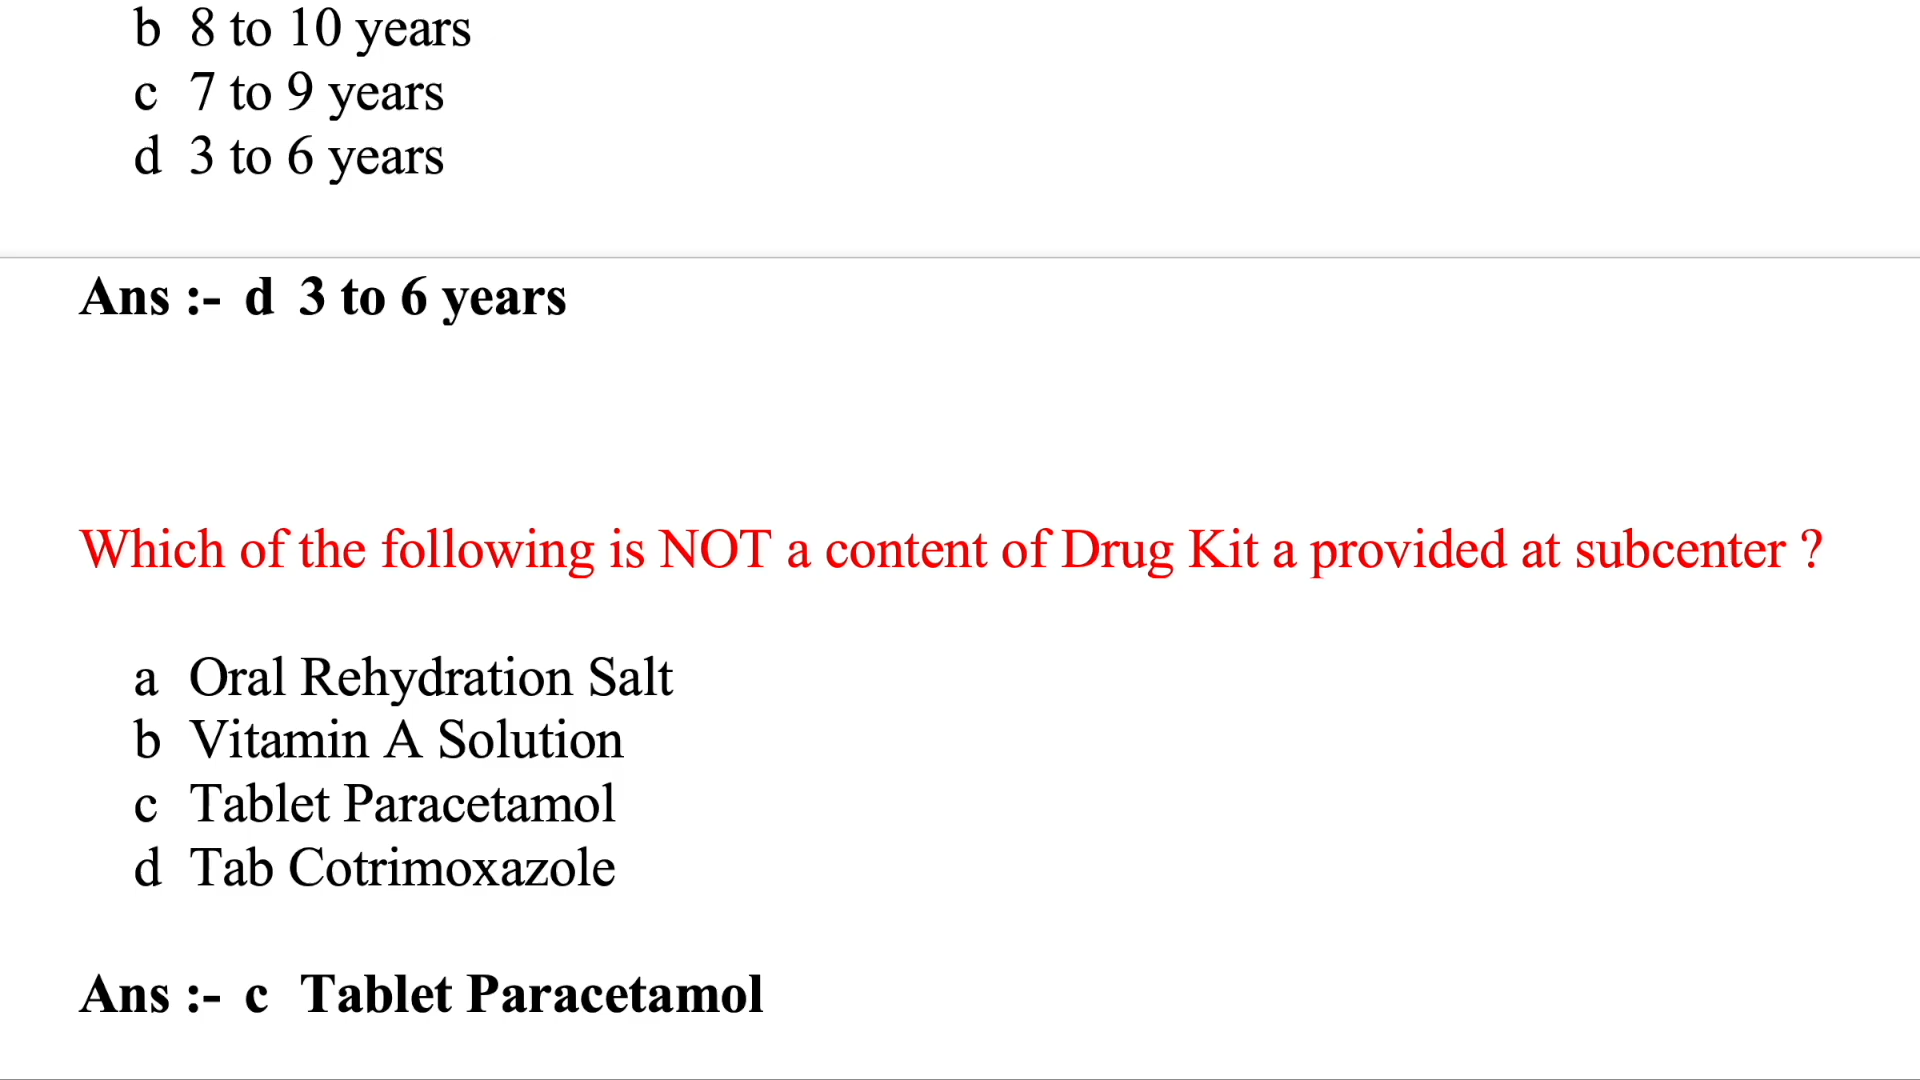 b 8 to 10 years
c 7 to 9 years
d 3 to 6 years
Ans :- d 3 to 6 years
Which of the following is NOT a content of Drug Kit a provided at subcenter ?
a Oral Rehydration Salt
b Vitamin A Solution
c Tablet Paracetamol
d Tab Cotrimoxazole
Ans :- c Tablet Paracetamol